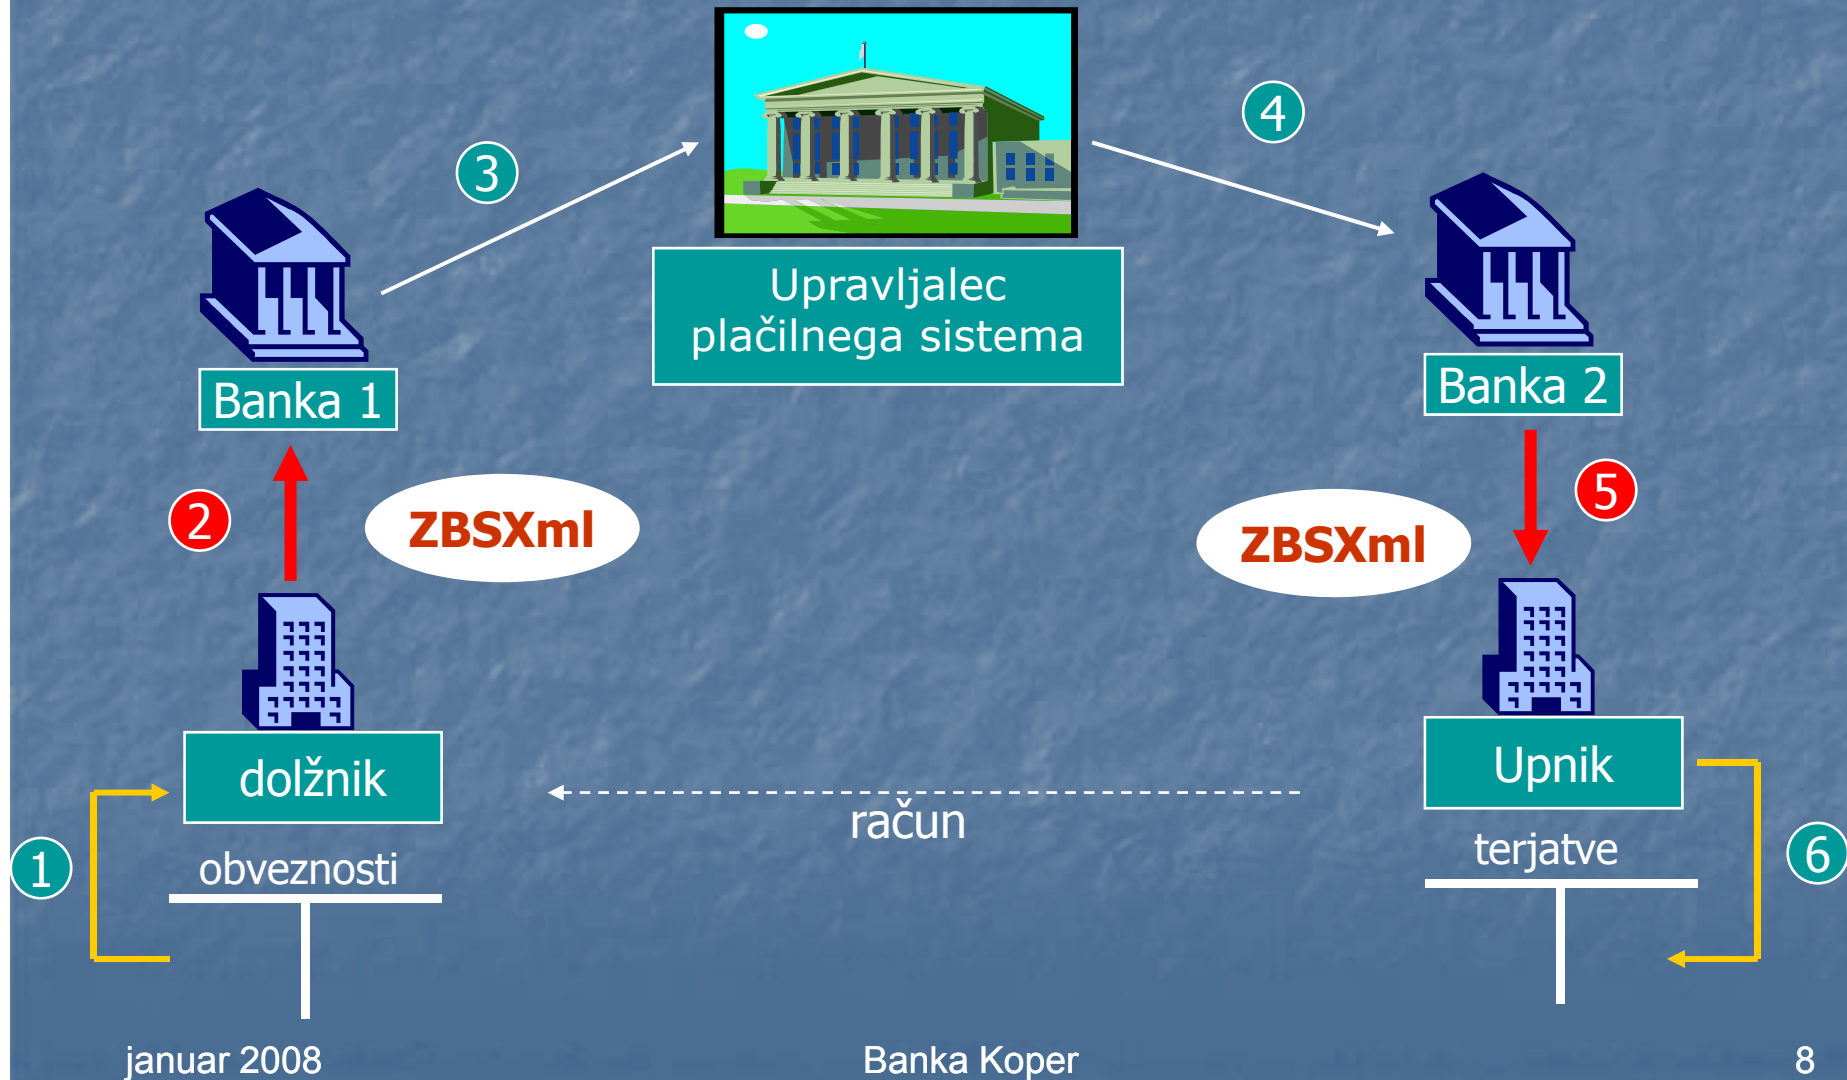 3
4
Upravljalec
plačilnega sistema
Banka 1
Banka 2
2
ZBSXml
ZBSXml
5
dolžnik
Upnik
račun
1
obveznosti
terjatve
6
januar 2008
Banka Koper
8